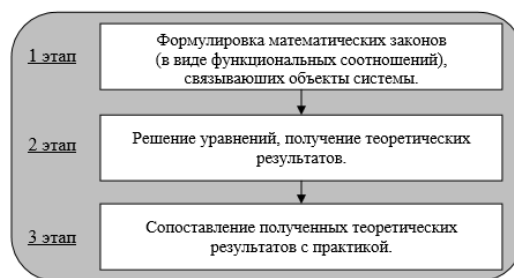 1 этап
Формулировка математических законов
(в виде функциональных соотношений),
связываюших объекты системы.
2 этап
Решение уравнений, получение теоретических
результатов.
3 этап
Сопоставление полученных теоретических
результатов с практикой.